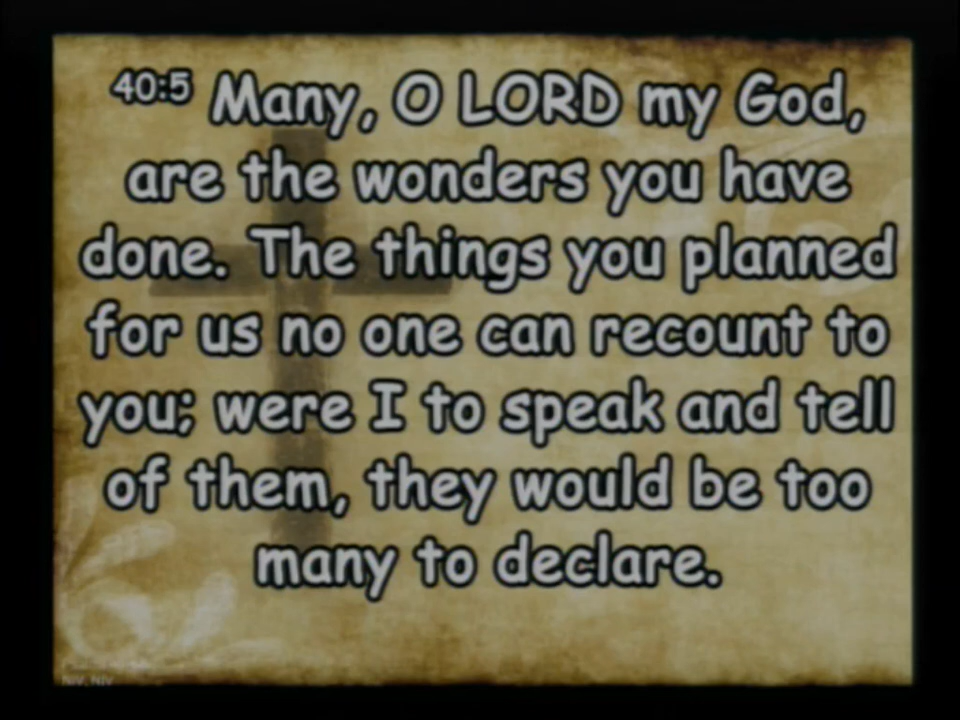 40:5 Many, O LORD my God,
are the wonders you have
done. The things you planned
for us no one can recount to
you; were I to speak and tell
of them, they would be too
many to declare.
NIV, NIV